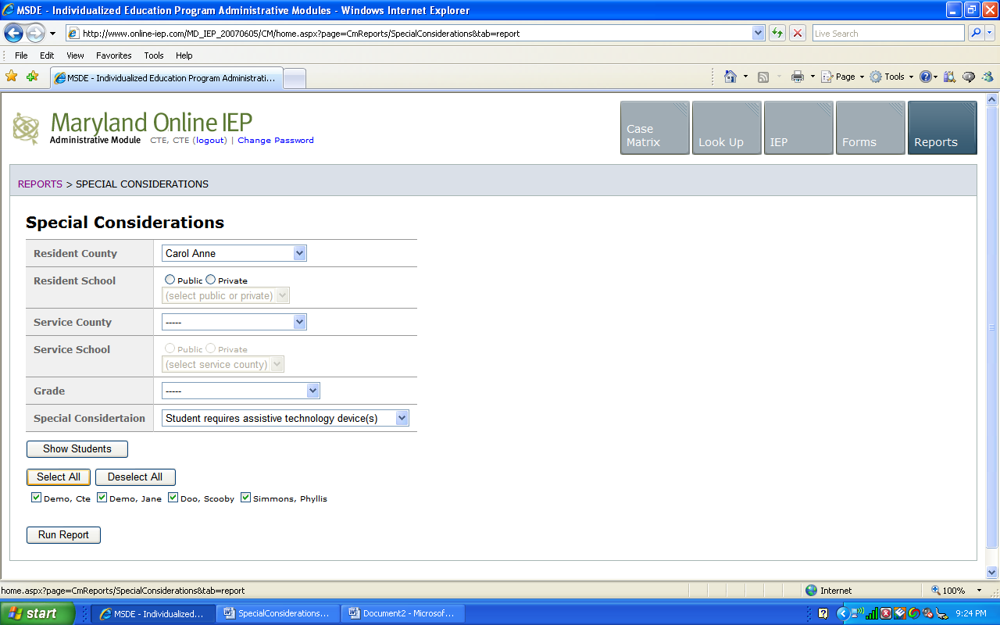 MSDE - Individualized Education Program Administrative Modules - Windows Internet Explorer
http://www.online-iep.com/MD_IEP_20070605/CM/home.aspx?page=CmReports/SpecialConsiderations&tab=report
Live Search
File Edit View Favorites Tools Help
MSDE - Individualized Education Program Administrati...
Page Tools
Maryland Online IEP
Administrative Module CTE, CTE (logout) | Change Password
Case Matrix
Look Up
IEP
Forms
Reports
REPORTS > SPECIAL CONSIDERATIONS
Special Considerations
Resident County Carol Anne
Resident School Public Private
(select public or private)
Service County -----
Service School Public Private
(select service county)
Grade -----
Special Considertaion Student requires assistive technology device(s)
Show Students
Select All Deselect All
Demo, Cte Demo, Jane Doo, Scooby Simmons, Phyllis
Run Report
home.aspx?page=CmReports/SpecialConsiderations&tab=report Internet 100%
start MSDE - Individualized... SpecialConsiderations... Document2 - Microsof... 9:24 PM